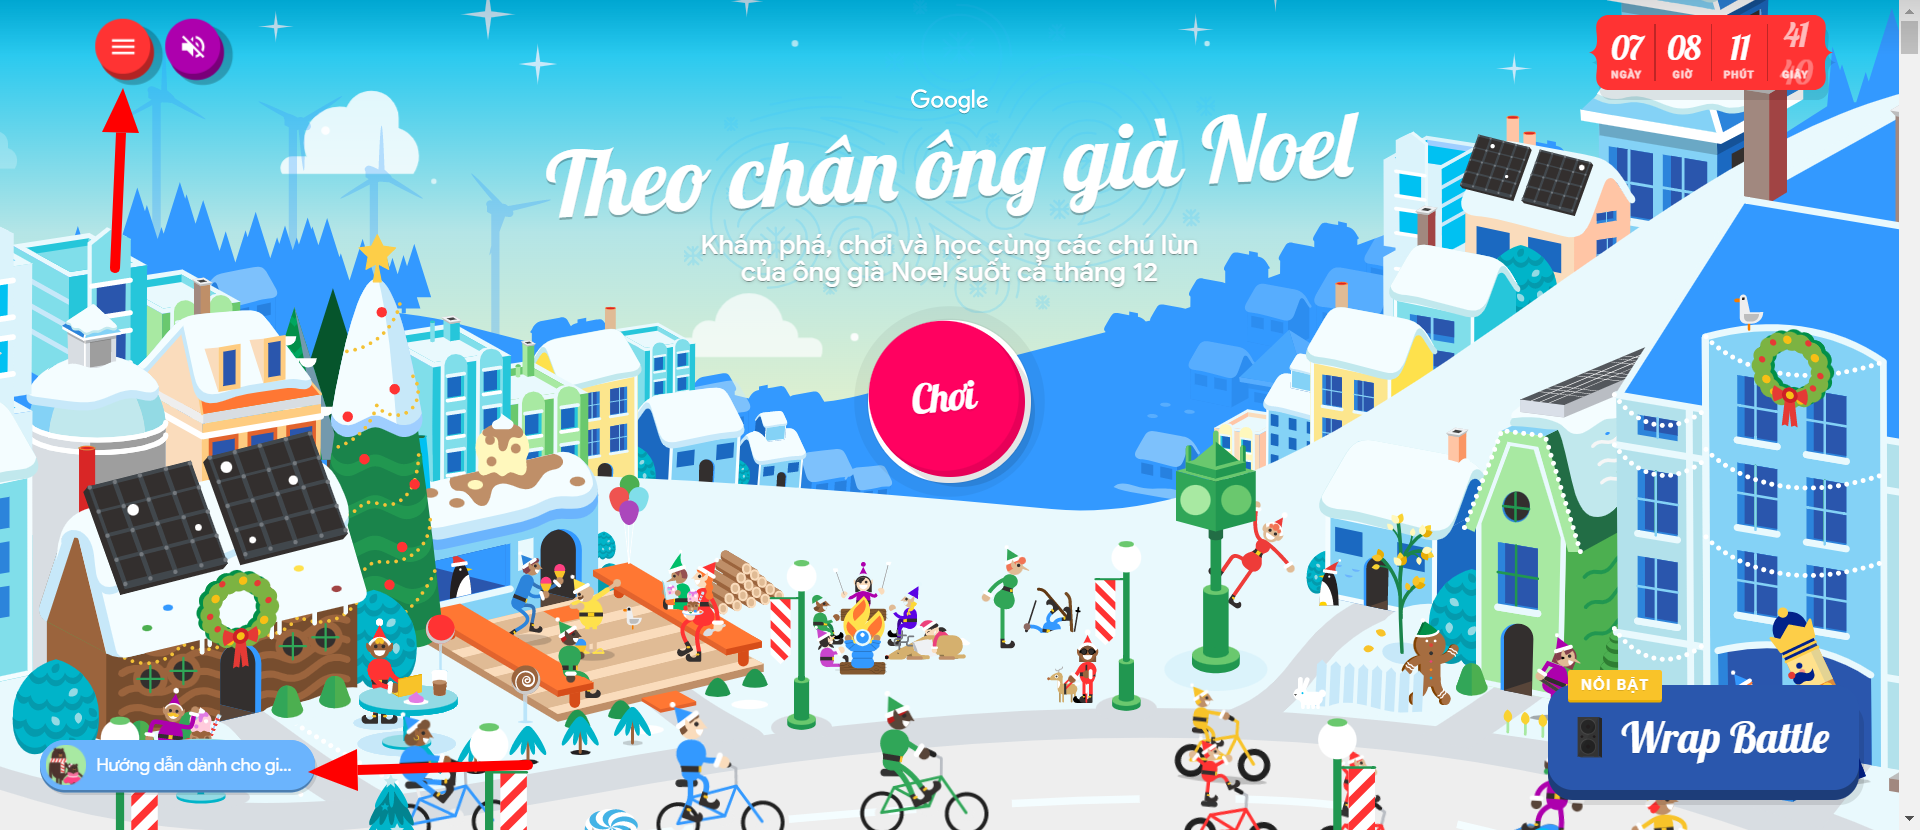 07 08 11 41
NGÀY GIỜ PHÚT GIÂY
Google
Theo chân ông già Noel
Khám phá, chơi và học cùng các chú lùn
của ông già Noel suốt cả tháng 12
Chơi
NỔI BẬT
Wrap Battle
Hướng dẫn dành cho gi...